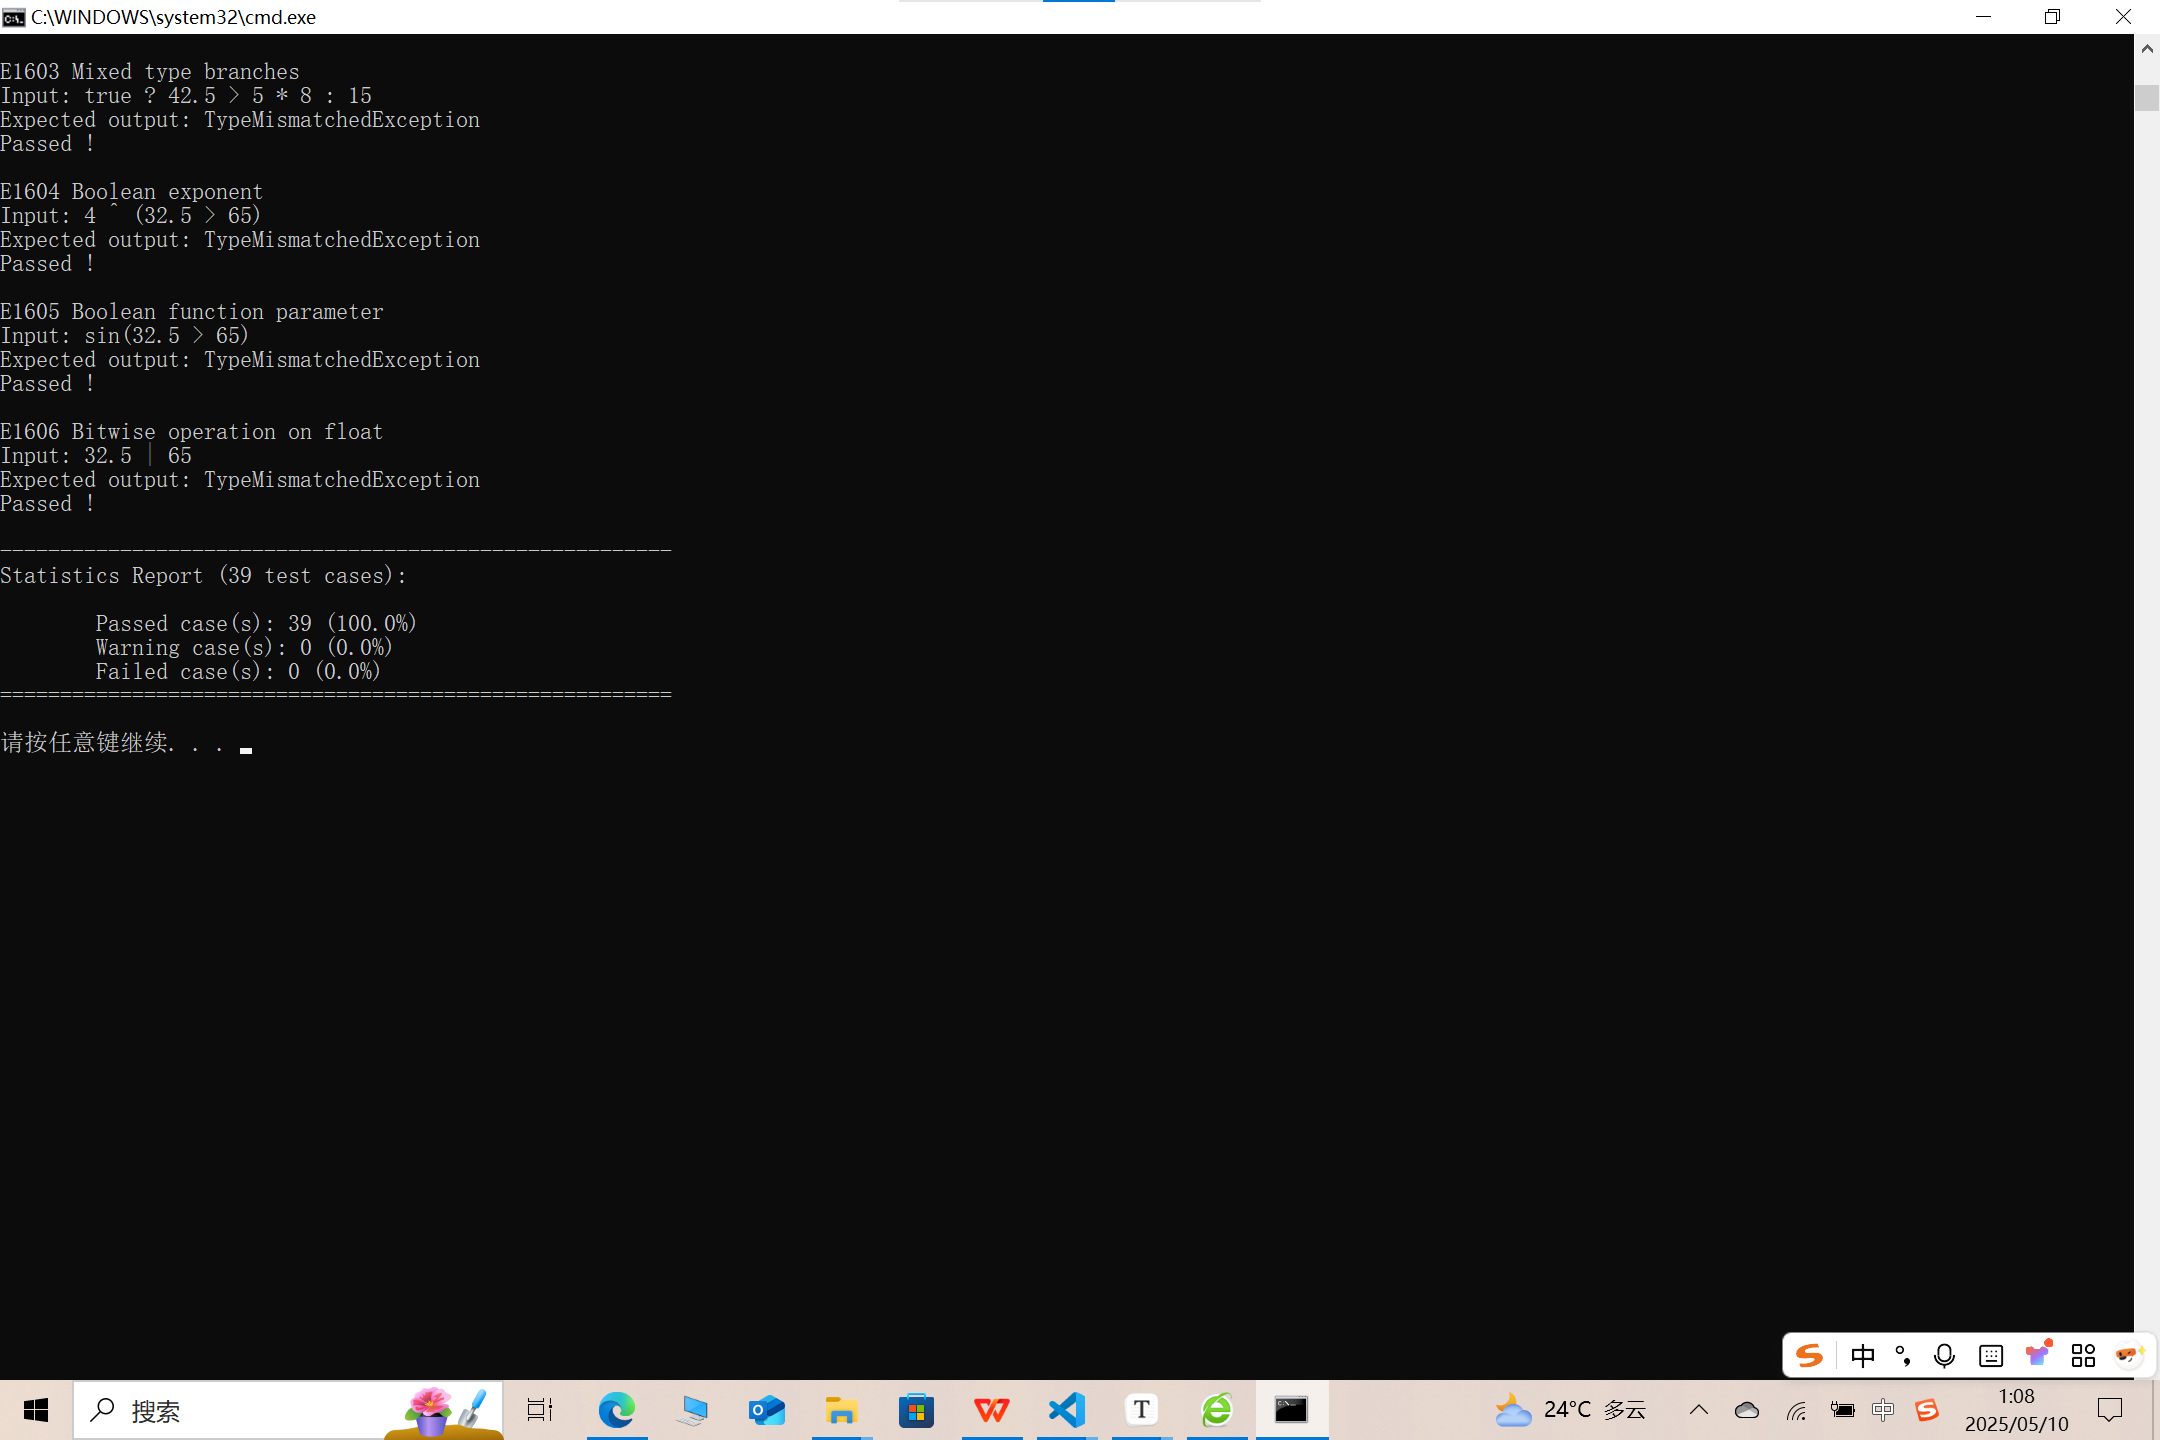 C:\WINDOWS\system32\cmd.exe
E1603 Mixed type branches
Input: true ? 42.5 > 5 * 8 : 15
Expected output: TypeMismatchedException
Passed !
E1604 Boolean exponent
Input: 4 ^ (32.5 > 65)
Expected output: TypeMismatchedException
Passed !
E1605 Boolean function parameter
Input: sin(32.5 > 65)
Expected output: TypeMismatchedException
Passed !
E1606 Bitwise operation on float
Input: 32.5 | 65
Expected output: TypeMismatchedException
Passed !
--------------------------------------------------------
Statistics Report (39 test cases):
Passed case(s): 39 (100.0%)
Warning case(s): 0 (0.0%)
Failed case(s): 0 (0.0%)
========================================================
请按任意键继续. . .
中
搜索
24°C 多云
中
1:08
2025/05/10